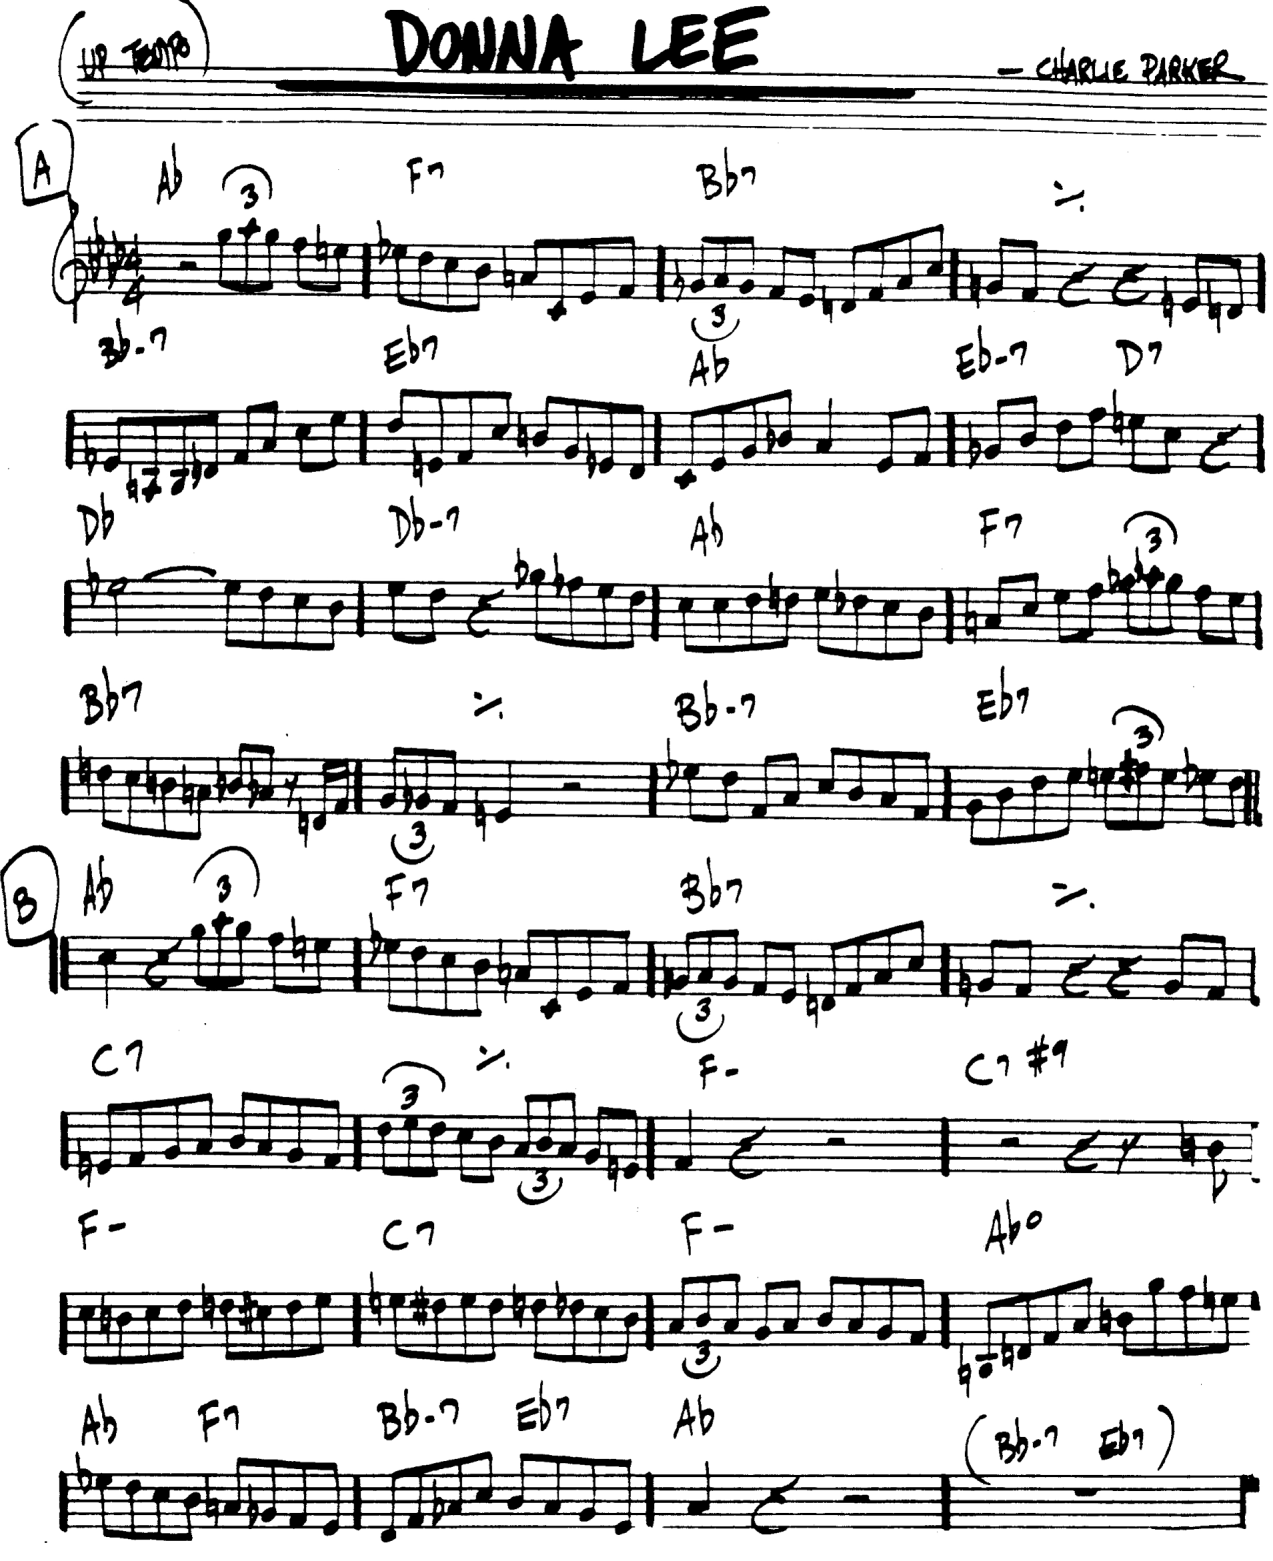 (UP TEMPO) DONNA LEE
— CHARLIE PARKER
A
Ab 3 F7 Bb7 ٪
4
4
3
Bb-7 Eb7 Ab Eb-7 D7
Db Db-7 Ab F7 3
Bb7 ٪ Bb-7 Eb7 3
3
B Ab 3 F7 Bb7 ٪
3
C7 3 ٪ F- C7 #9
3
F- C7 F- Abo
3
Ab F7 Bb-7 Eb7 Ab (Bb-7 Eb7)